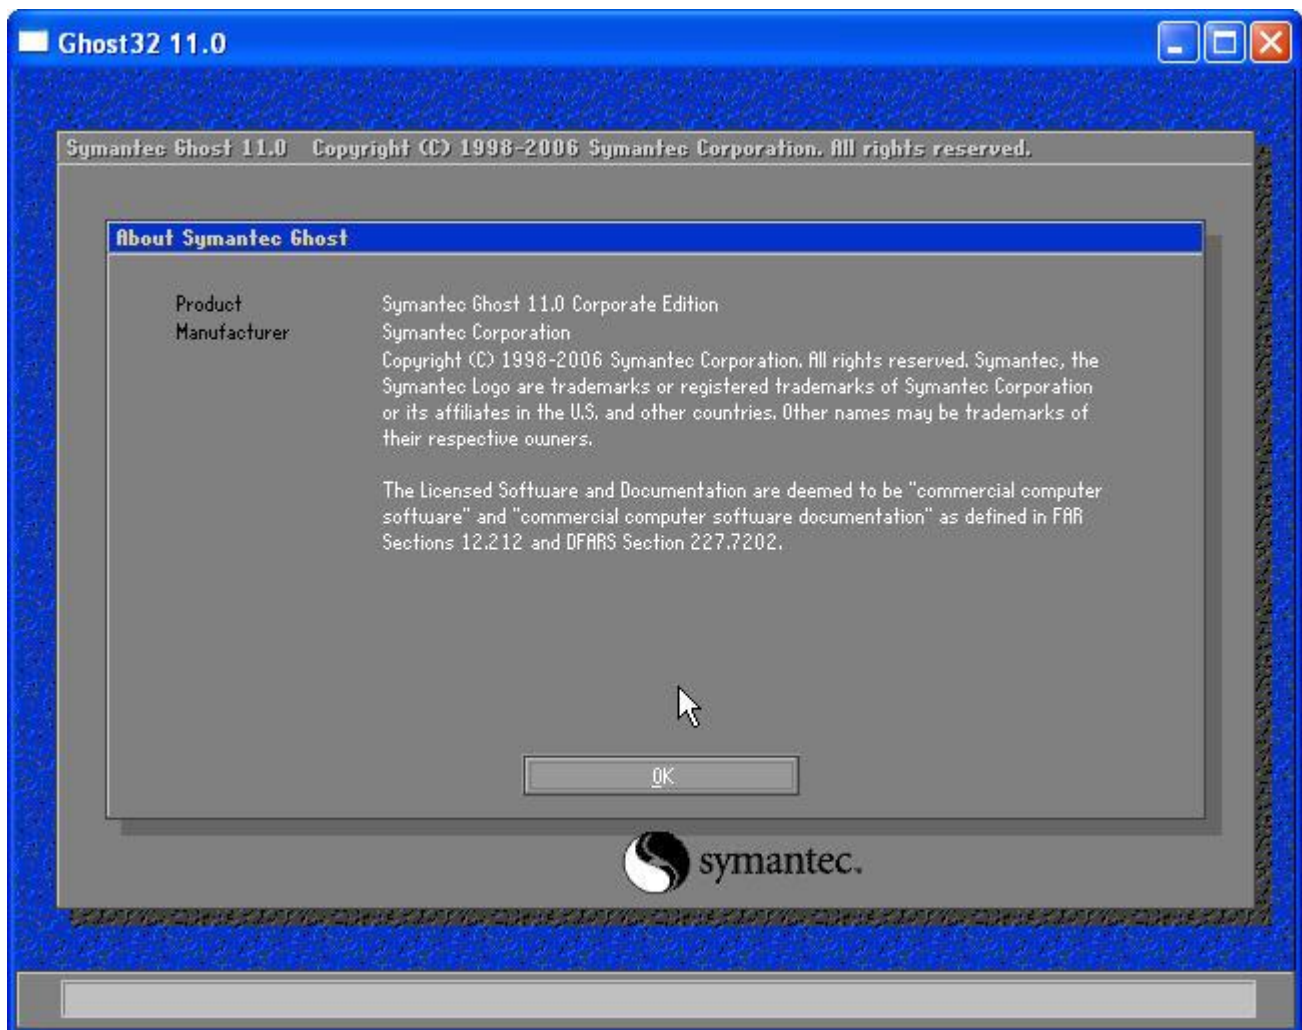 Ghost32 11.0
Symantec Ghost 11.0 Copyright (C) 1998-2006 Symantec Corporation. All rights reserved.
About Symantec Ghost
Product Symantec Ghost 11.0 Corporate Edition
Manufacturer Symantec Corporation
Copyright (C) 1998-2006 Symantec Corporation. All rights reserved. Symantec, the
Symantec Logo are trademarks or registered trademarks of Symantec Corporation
or its affiliates in the U.S. and other countries. Other names may be trademarks of
their respective owners.
The Licensed Software and Documentation are deemed to be "commercial computer
software" and "commercial computer software documentation" as defined in FAR
Sections 12.212 and DFARS Section 227.7202.
OK
symantec.